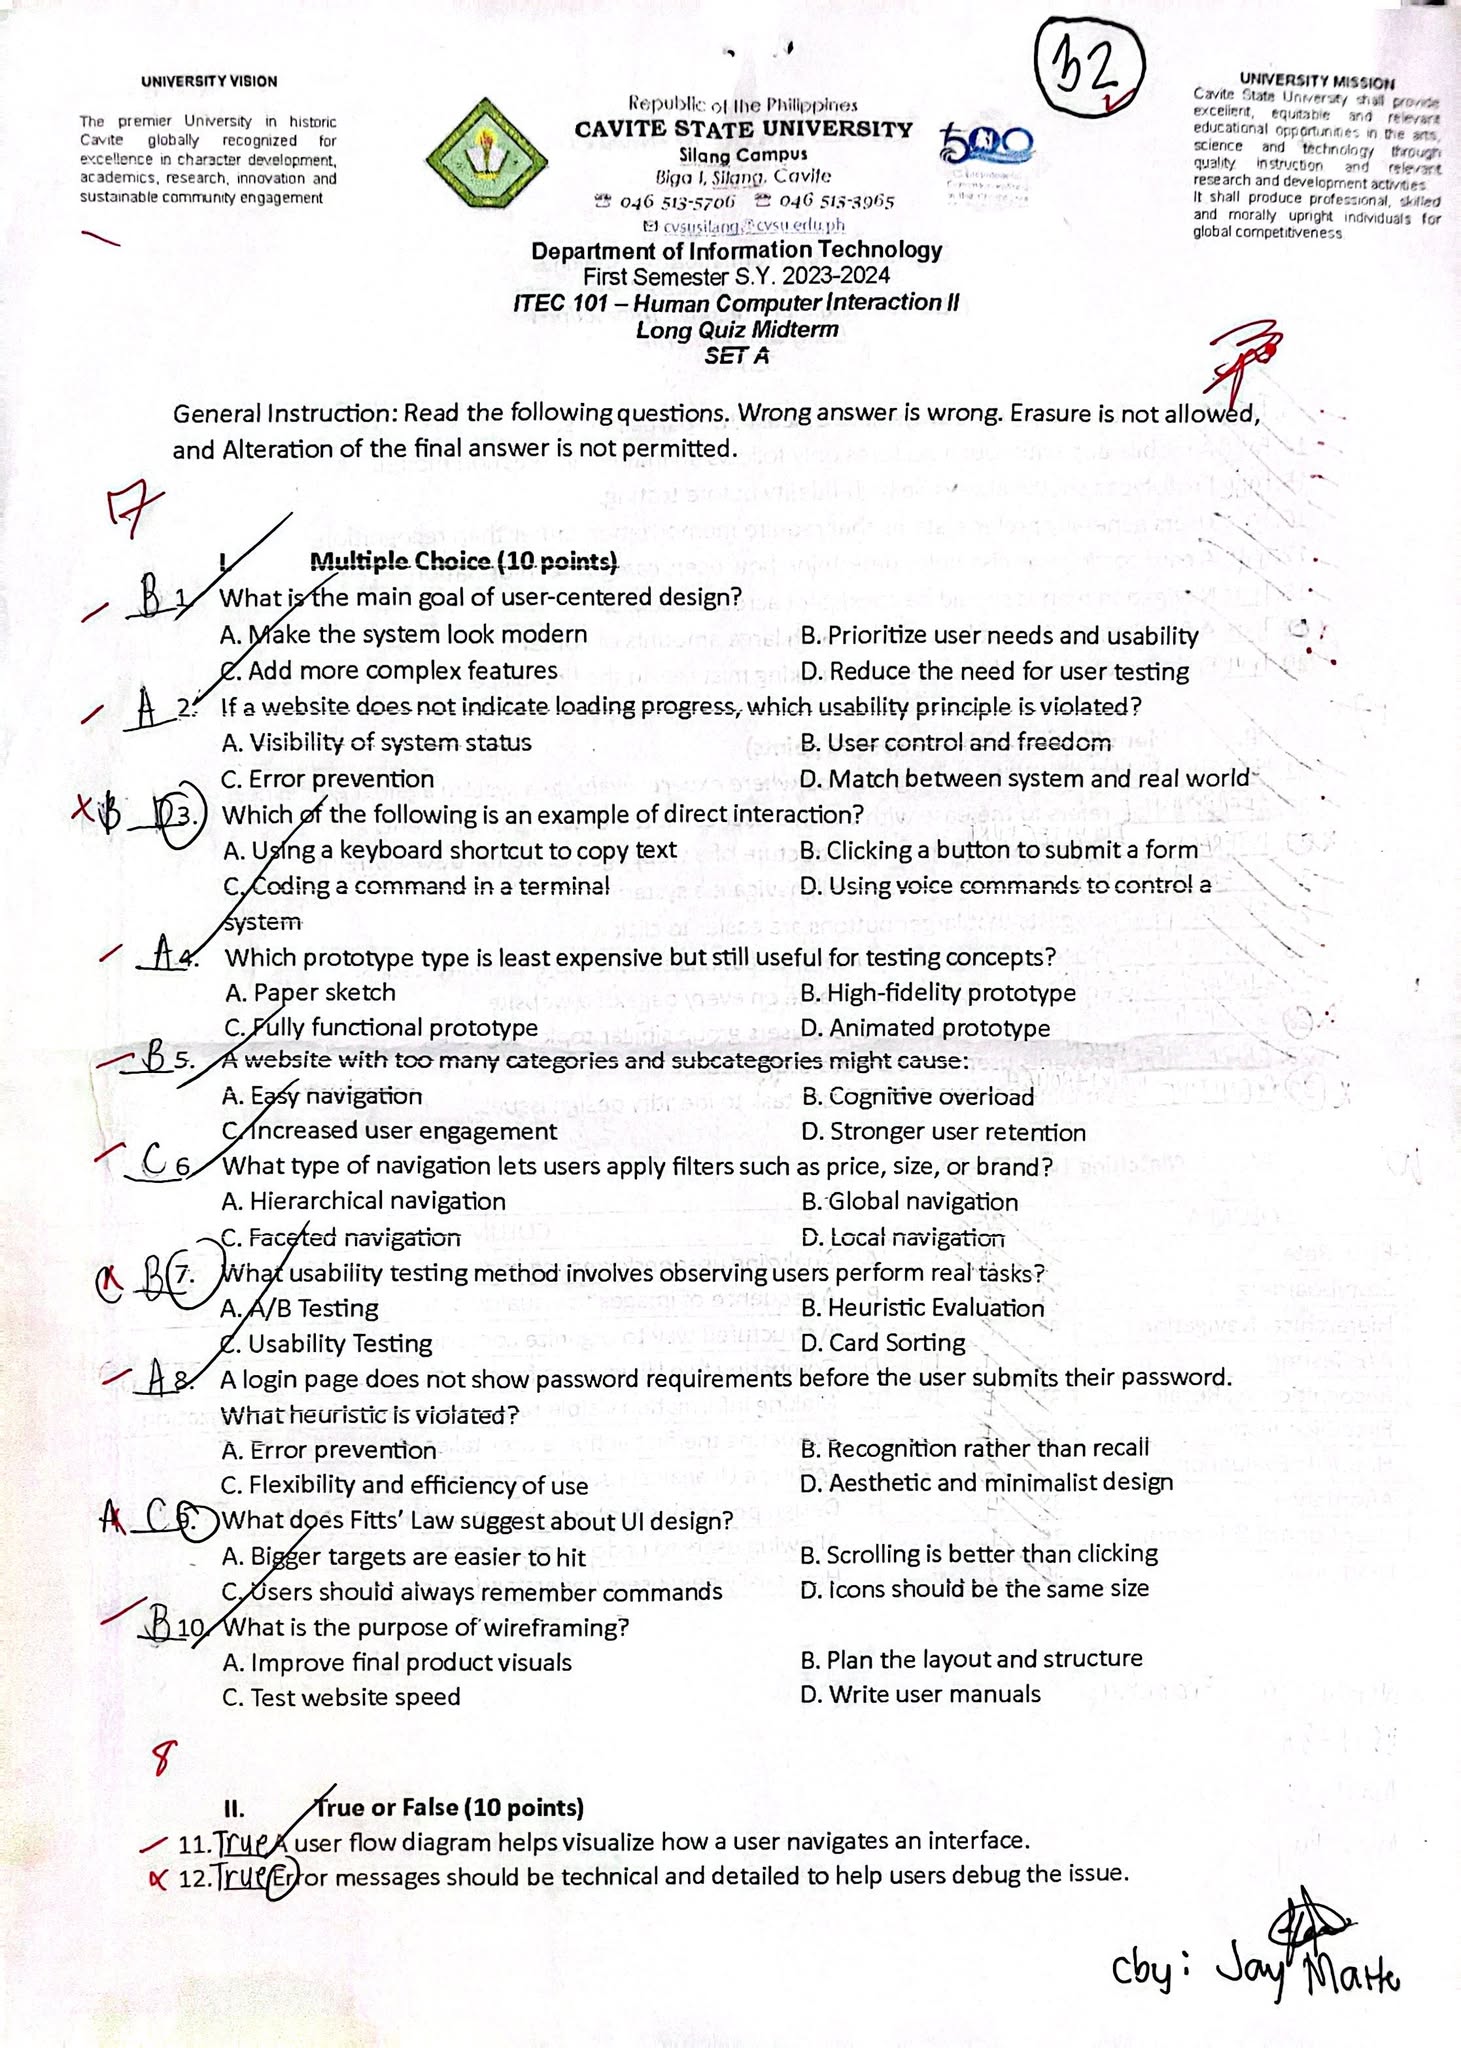 32
UNIVERSITY VISION
The premier University in historic
Cavite globally recognized for
excellence in character development,
academics, research, innovation and
sustainable community engagement
Republic of the Philippines
CAVITE STATE UNIVERSITY
Silang Campus
Biga I, Silang, Cavite
☎ 046 513-5706 ☎ 046 513-3965
cvsusilang@cvsu.edu.ph
500
UNIVERSITY MISSION
Cavite State University shall provide
excellent, equitable and relevant
educational opportunities in the arts,
science and technology through
quality instruction and relevant
research and development activities
It shall produce professional, skilled
and morally upright individuals for
global competitiveness
Department of Information Technology
First Semester S.Y. 2023-2024
ITEC 101 – Human Computer Interaction II
Long Quiz Midterm
SET A
General Instruction: Read the following questions. Wrong answer is wrong. Erasure is not allowed,
and Alteration of the final answer is not permitted.
17
I. Multiple Choice (10 points)
B 1. What is the main goal of user-centered design?
A. Make the system look modern B. Prioritize user needs and usability
C. Add more complex features D. Reduce the need for user testing
A 2. If a website does not indicate loading progress, which usability principle is violated?
A. Visibility of system status B. User control and freedom
C. Error prevention D. Match between system and real world
B D 3. Which of the following is an example of direct interaction?
A. Using a keyboard shortcut to copy text B. Clicking a button to submit a form
C. Coding a command in a terminal D. Using voice commands to control a
system
A 4. Which prototype type is least expensive but still useful for testing concepts?
A. Paper sketch B. High-fidelity prototype
C. Fully functional prototype D. Animated prototype
B 5. A website with too many categories and subcategories might cause:
A. Easy navigation B. Cognitive overload
C. Increased user engagement D. Stronger user retention
C 6. What type of navigation lets users apply filters such as price, size, or brand?
A. Hierarchical navigation B. Global navigation
C. Faceted navigation D. Local navigation
C B 7. What usability testing method involves observing users perform real tasks?
A. A/B Testing B. Heuristic Evaluation
C. Usability Testing D. Card Sorting
A 8. A login page does not show password requirements before the user submits their password.
What heuristic is violated?
A. Error prevention B. Recognition rather than recall
C. Flexibility and efficiency of use D. Aesthetic and minimalist design
A C 9. What does Fitts’ Law suggest about UI design?
A. Bigger targets are easier to hit B. Scrolling is better than clicking
C. Users should always remember commands D. Icons should be the same size
B 10. What is the purpose of wireframing?
A. Improve final product visuals B. Plan the layout and structure
C. Test website speed D. Write user manuals
8
II. True or False (10 points)
11. True A user flow diagram helps visualize how a user navigates an interface.
12. True Error messages should be technical and detailed to help users debug the issue.
cby: Jay